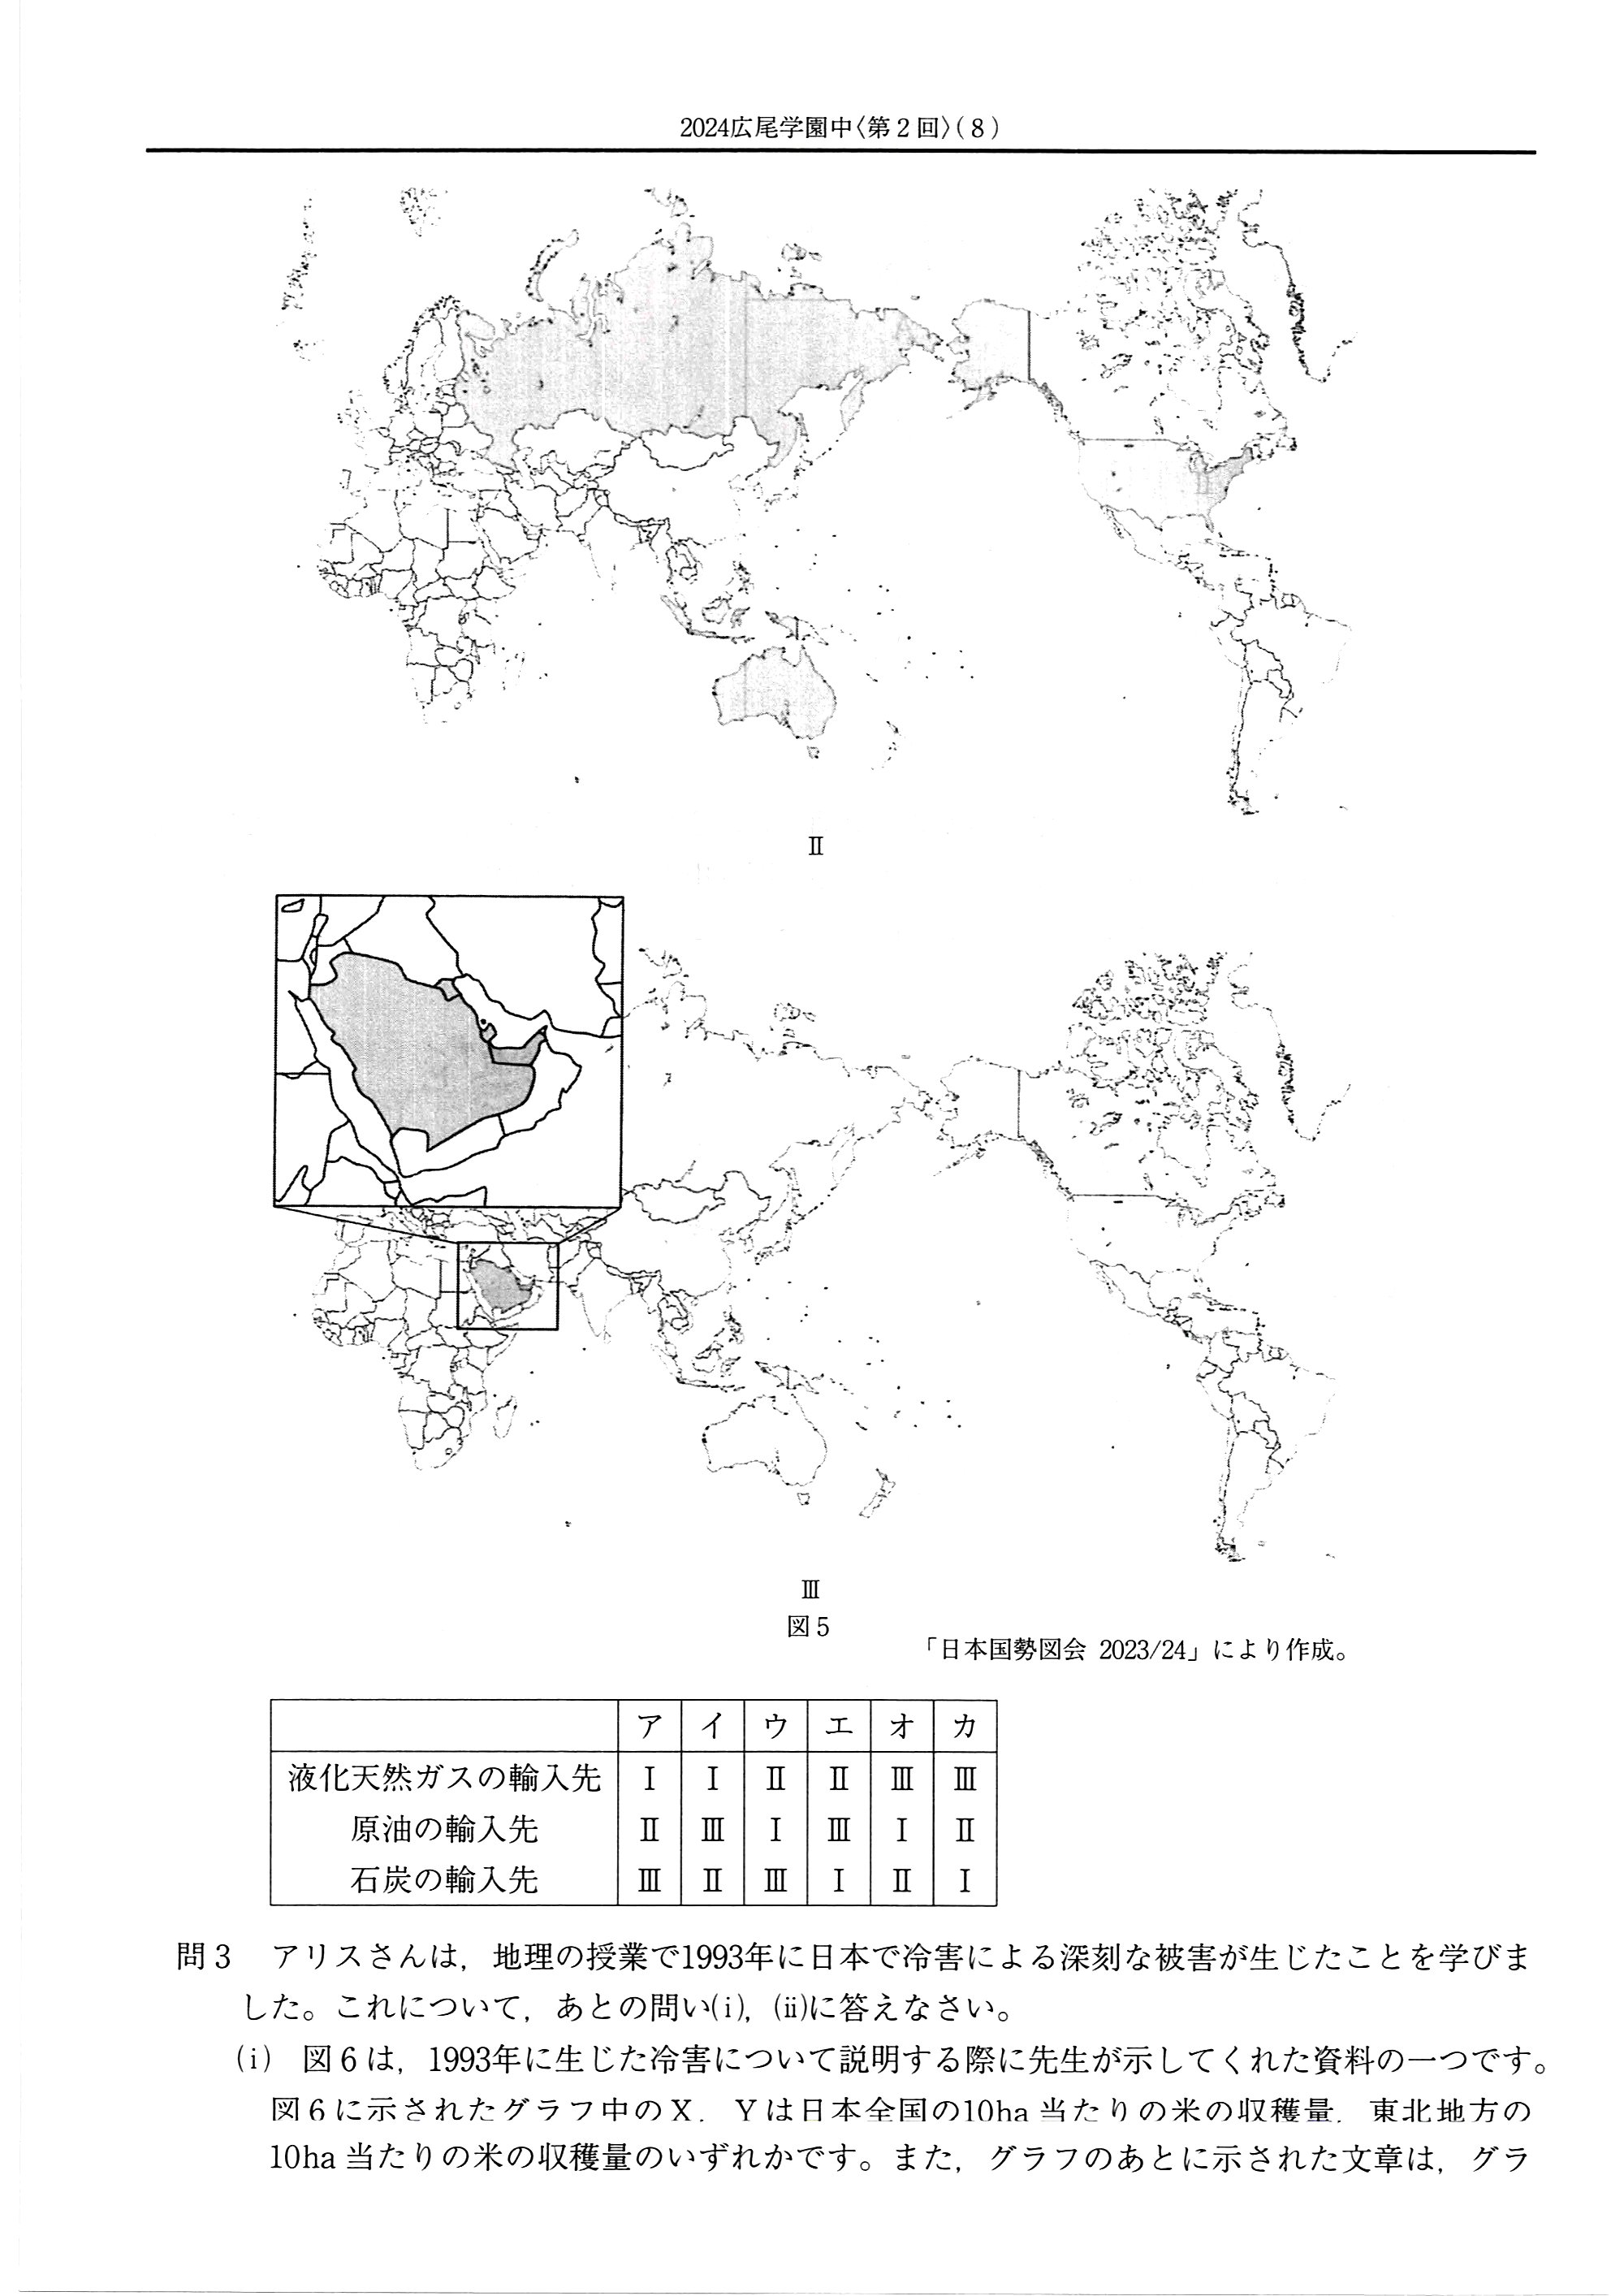 2024広尾学園中〈第2回〉(8)
Ⅱ
Ⅲ
図5
「日本国勢図会 2023/24」により作成。
ア イ ウ エ オ カ
液化天然ガスの輸入先 Ⅰ Ⅰ Ⅱ Ⅱ Ⅲ Ⅲ
原油の輸入先 Ⅱ Ⅲ Ⅰ Ⅲ Ⅰ Ⅱ
石炭の輸入先 Ⅲ Ⅱ Ⅲ Ⅰ Ⅱ Ⅰ
問3 アリスさんは，地理の授業で1993年に日本で冷害による深刻な被害が生じたことを学びま
した。これについて，あとの問い(ⅰ)，(ⅱ)に答えなさい。
(ⅰ) 図6は，1993年に生じた冷害について説明する際に先生が示してくれた資料の一つです。
図6に示されたグラフ中のX，Yは日本全国の10ha当たりの米の収穫量，東北地方の
10ha当たりの米の収穫量のいずれかです。また，グラフのあとに示された文章は，グラ